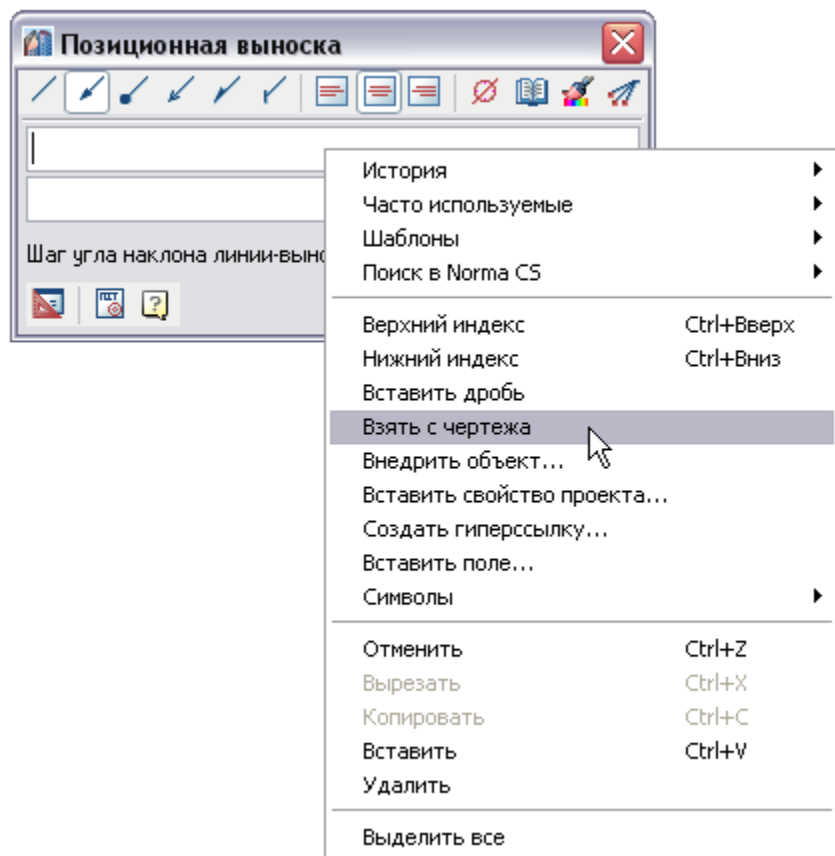 Позиционная выноска
Шаг угла наклона линии-выно
История
Часто используемые
Шаблоны
Поиск в Norma CS
Верхний индекс Ctrl+Вверх
Нижний индекс Ctrl+Вниз
Вставить дробь
Взять с чертежа
Внедрить объект...
Вставить свойство проекта...
Создать гиперссылку...
Вставить поле...
Символы
Отменить Ctrl+Z
Вырезать Ctrl+X
Копировать Ctrl+C
Вставить Ctrl+V
Удалить
Выделить все